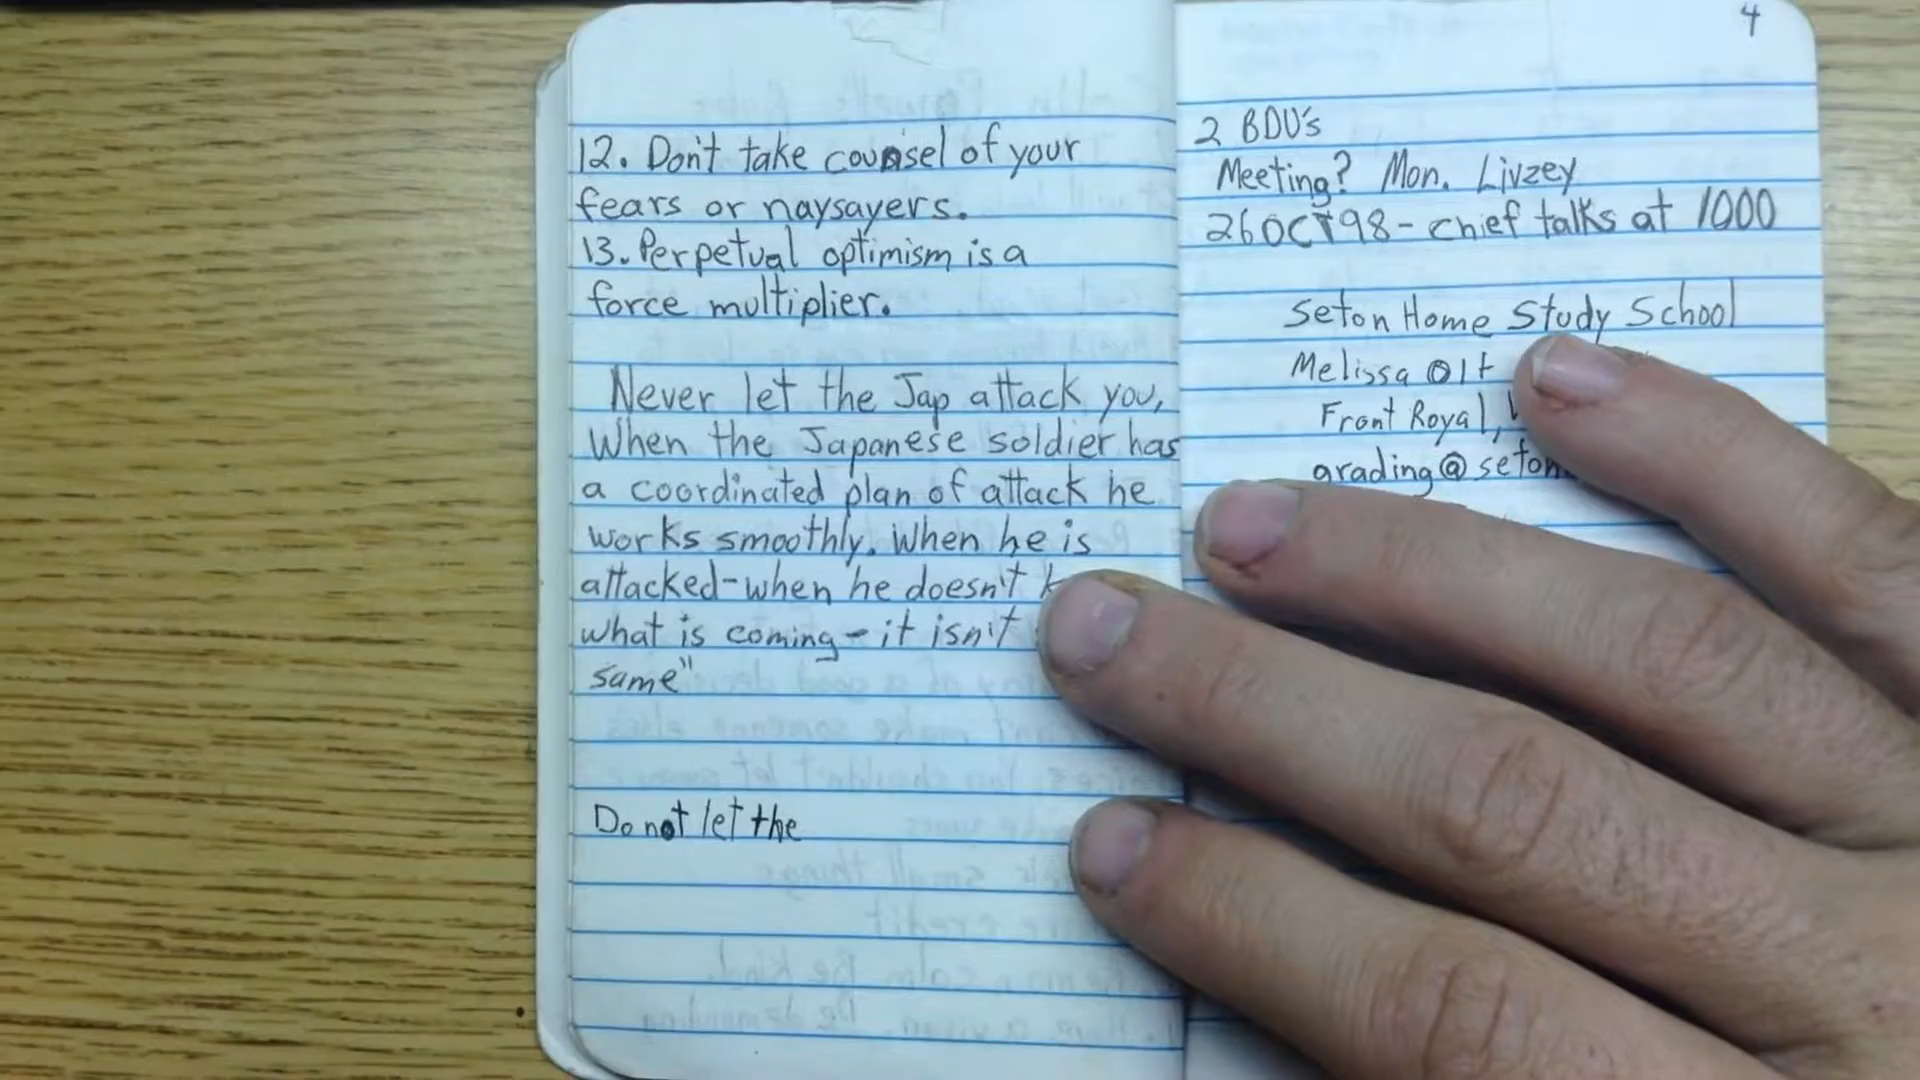 12. Don't take counsel of your
fears or naysayers.
13. Perpetual optimism is a
force multiplier.
Never let the Jap attack you,
When the Japanese soldier has
a coordinated plan of attack he
works smoothly. When he is
attacked-when he doesn't
what is coming - it isn't
same"
Do not let the
4
2 BDU's
Meeting? Mon. Livzey
26OCT98- chief talks at 1000
Seton Home Study School
Melissa Olt
Front Royal,
grading@seton